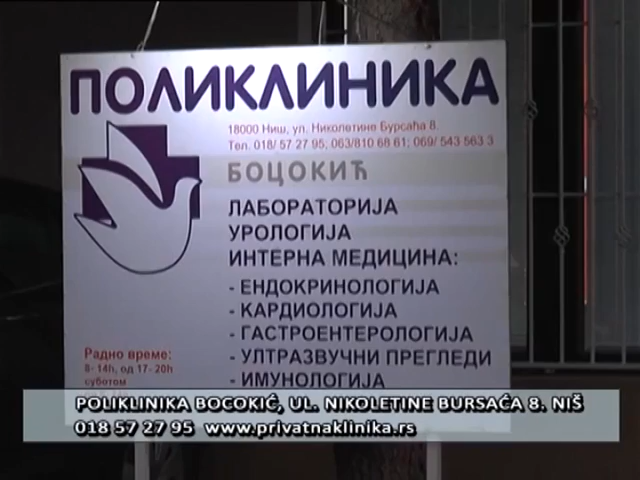 ПОЛИКЛИНИКА
18000 Ниш, ул. Николетине Бурсаћа 8.
Тел. 018/ 57 27 95; 063/810 68 61; 069/ 543 563 3
БОЦОКИЋ
ЛАБОРАТОРИЈА
УРОЛОГИЈА
ИНТЕРНА МЕДИЦИНА:
- ЕНДОКРИНОЛОГИЈА
- КАРДИОЛОГИЈА
- ГАСТРОЕНТЕРОЛОГИЈА
- УЛТРАЗВУЧНИ ПРЕГЛЕДИ
- ИМУНОЛОГИЈА
Радно време:
8- 14h, од 17- 20h
суботом
POLIKLINIKA BOCOKIĆ, UL. NIKOLETINE BURSAĆA 8. NIŠ
018 57 27 95 www.privatnaklinika.rs